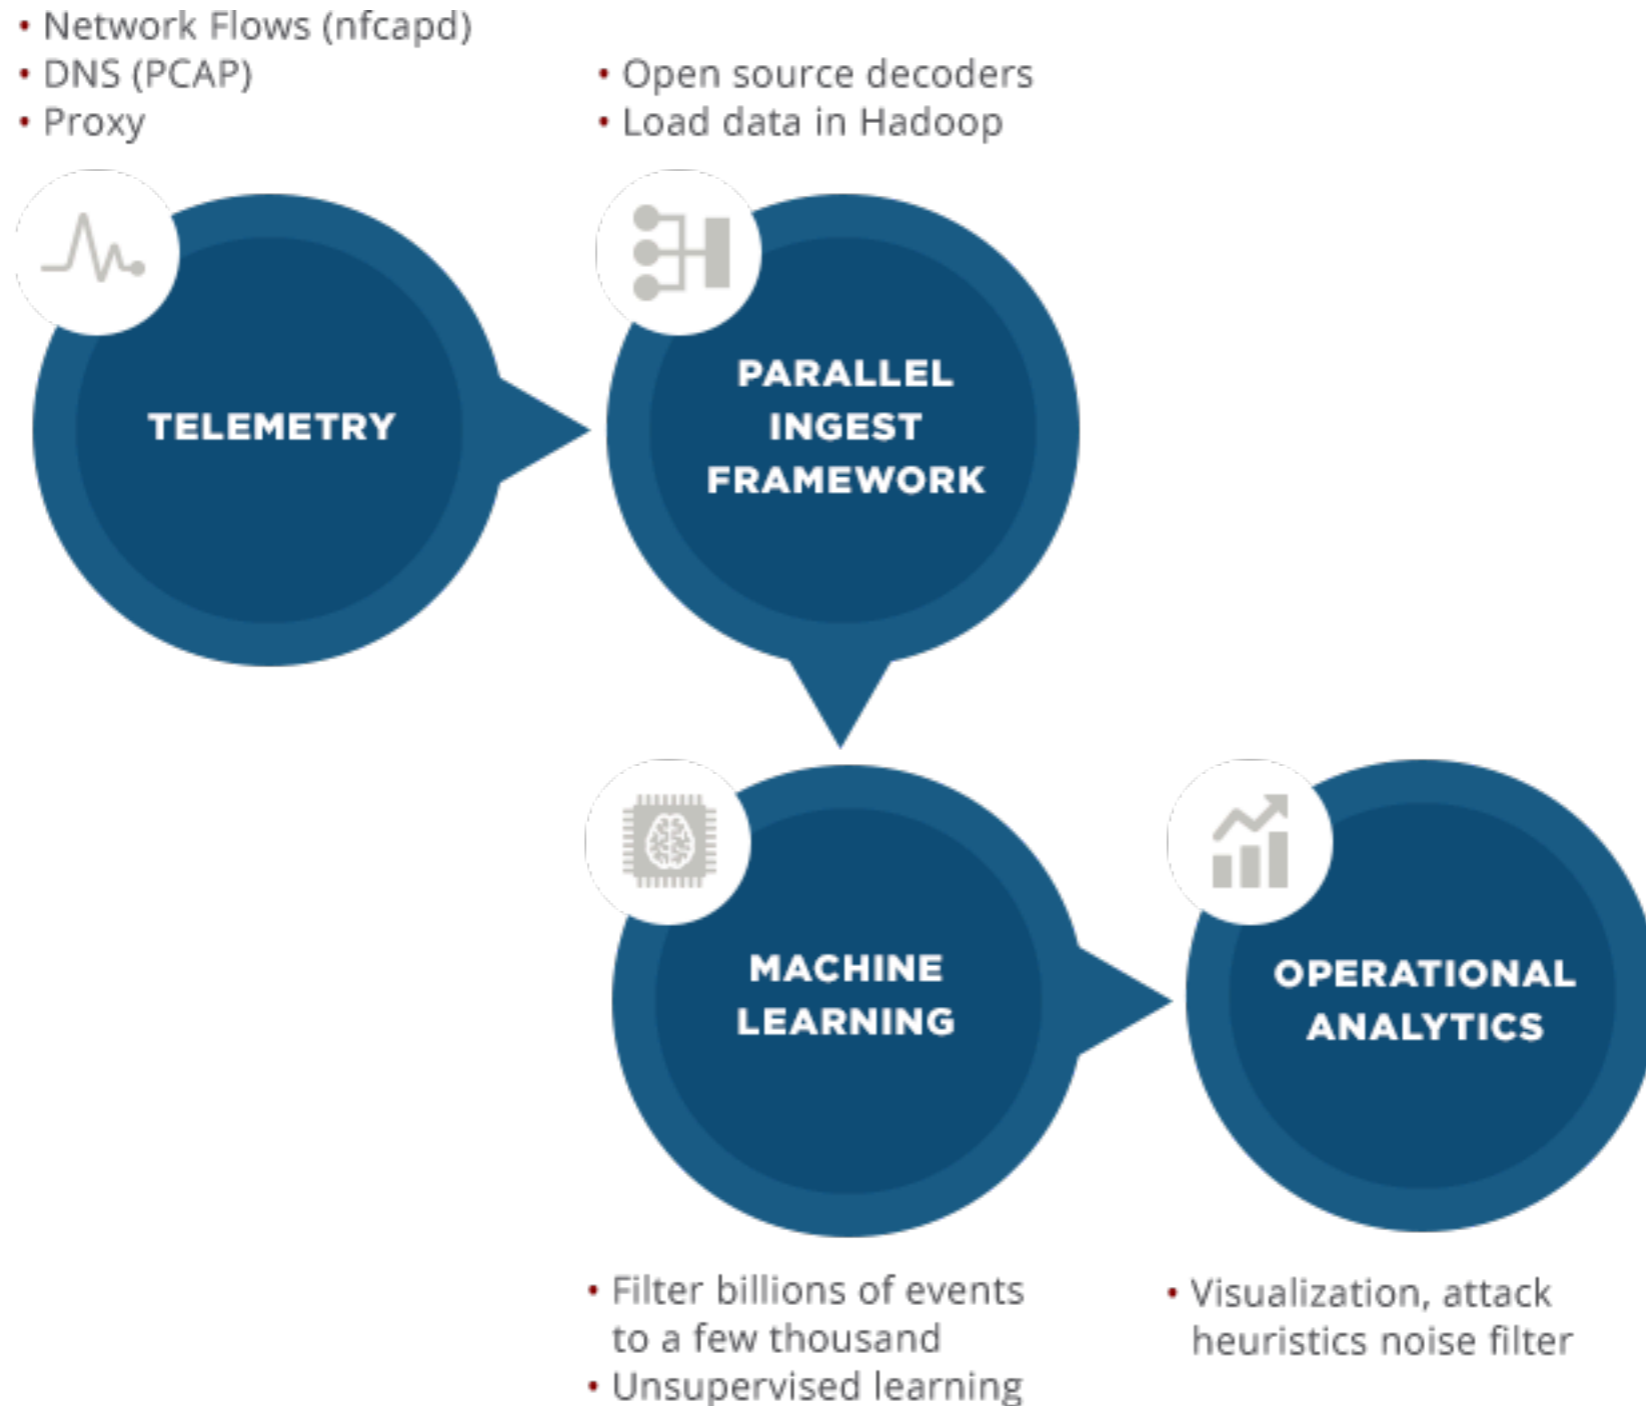 • Network Flows (nfcapd)
• DNS (PCAP)
• Proxy
• Open source decoders
• Load data in Hadoop
TELEMETRY
PARALLEL
INGEST
FRAMEWORK
MACHINE
LEARNING
OPERATIONAL
ANALYTICS
• Filter billions of events
to a few thousand
• Unsupervised learning
• Visualization, attack
heuristics noise filter